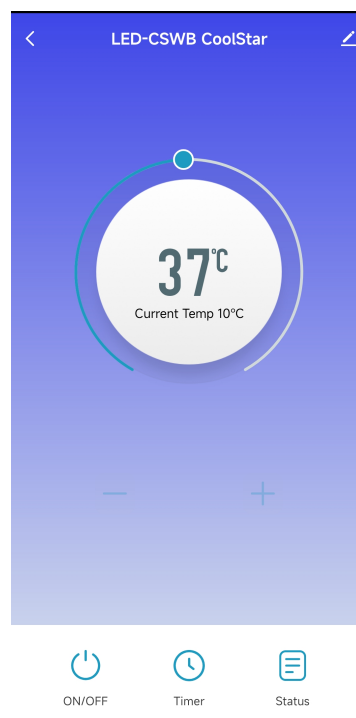 LED-CSWB CoolStar
37°C
Current Temp 10°C
ON/OFF
Timer
Status